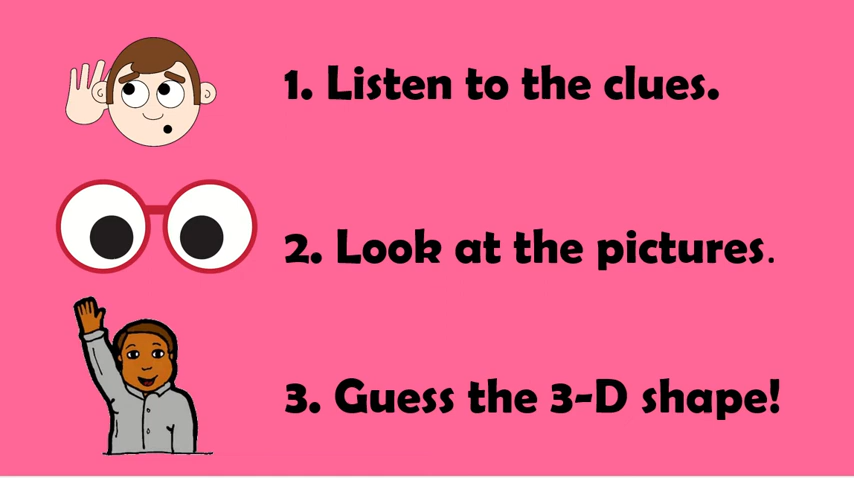 1. Listen to the clues.
2. Look at the pictures.
3. Guess the 3-D shape!